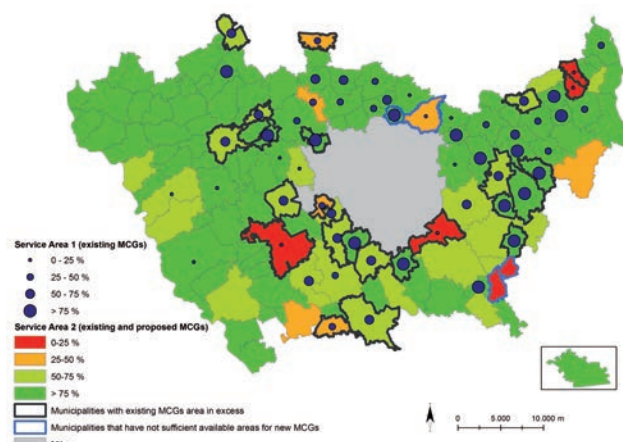 Service Area 1 (existing MCGs)
0 - 25 %
25 - 50 %
50 - 75 %
> 75 %
Service Area 2 (existing and proposed MCGs)
0-25 %
25-50 %
50-75 %
> 75 %
Municipalities with existing MCGs area in excess
Municipalities that have not sufficient available areas for new MCGs
0 5.000 10.000 m